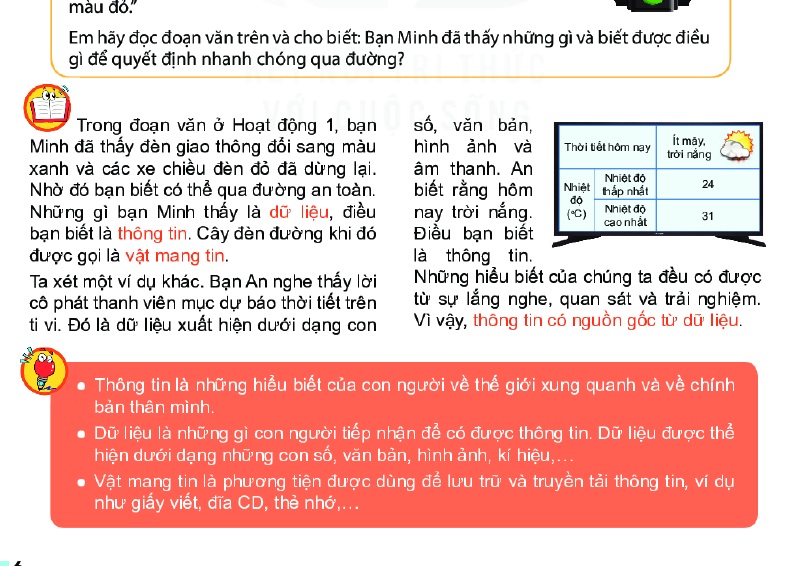 màu đỏ.”
Em hãy đọc đoạn văn trên và cho biết: Bạn Minh đã thấy những gì và biết được điều
gì để quyết định nhanh chóng qua đường?
KẾT NỐI TRI THỨC
VỚI CUỘC SỐNG
Trong đoạn văn ở Hoạt động 1, bạn
Minh đã thấy đèn giao thông đổi sang màu
xanh và các xe chiều đèn đỏ đã dừng lại.
Nhờ đó bạn biết có thể qua đường an toàn.
Những gì bạn Minh thấy là dữ liệu, điều
bạn biết là thông tin. Cây đèn đường khi đó
được gọi là vật mang tin.
Ta xét một ví dụ khác. Bạn An nghe thấy lời
cô phát thanh viên mục dự báo thời tiết trên
ti vi. Đó là dữ liệu xuất hiện dưới dạng con
số, văn bản,
hình ảnh và
âm thanh. An
biết rằng hôm
nay trời nắng.
Điều bạn biết
là thông tin.
Những hiểu biết của chúng ta đều có được
từ sự lắng nghe, quan sát và trải nghiệm.
Vì vậy, thông tin có nguồn gốc từ dữ liệu.
Thời tiết hôm nay
Ít mây,
trời nắng
Nhiệt
độ
(°C)
Nhiệt độ
thấp nhất
24
Nhiệt độ
cao nhất
31
• Thông tin là những hiểu biết của con người về thế giới xung quanh và về chính
bản thân mình.
• Dữ liệu là những gì con người tiếp nhận để có được thông tin. Dữ liệu được thể
hiện dưới dạng những con số, văn bản, hình ảnh, kí hiệu,…
• Vật mang tin là phương tiện được dùng để lưu trữ và truyền tải thông tin, ví dụ
như giấy viết, đĩa CD, thẻ nhớ,…